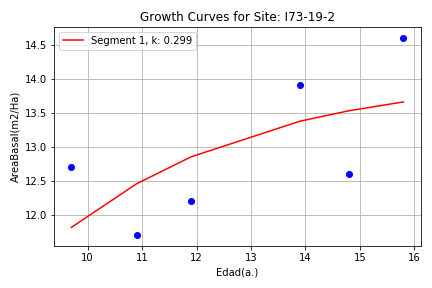 Growth Curves for Site: I73-19-2
Segment 1, k: 0.299
AreaBasal(m2/Ha)
14.5
14.0
13.5
13.0
12.5
12.0
10 11 12 13 14 15 16
Edad(a.)